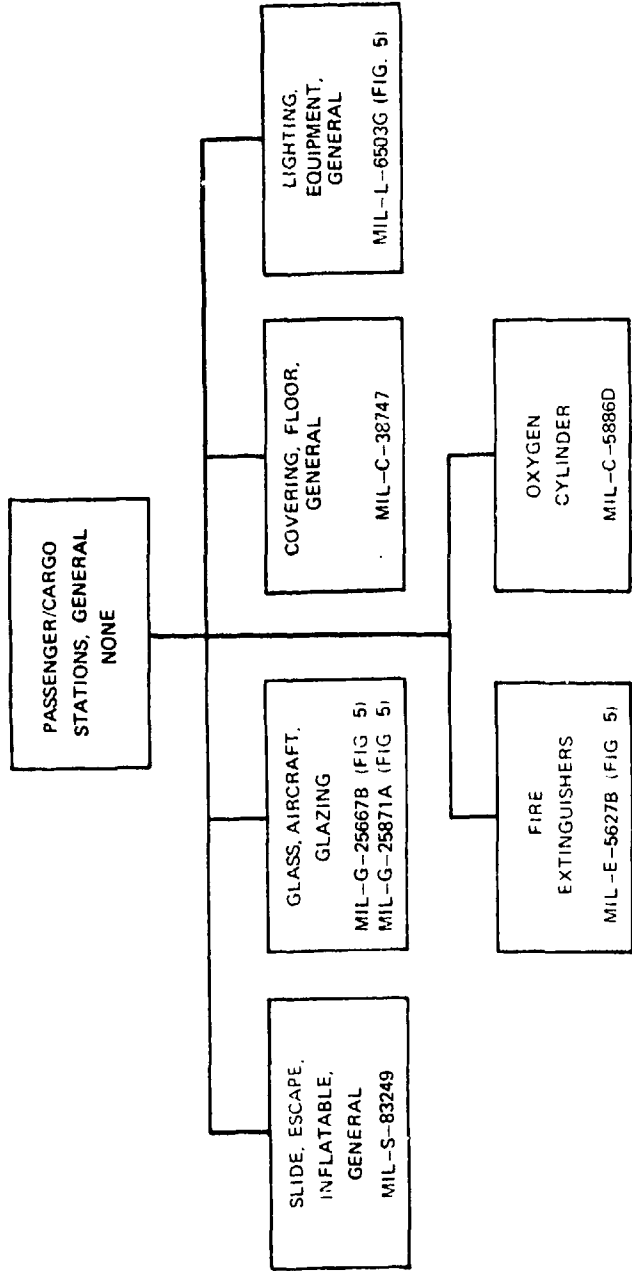 PASSENGER/CARGO
STATIONS, GENERAL
NONE
SLIDE, ESCAPE,
INFLATABLE,
GENERAL
MIL-S-83249
GLASS, AIRCRAFT,
GLAZING
MIL-G-25667B (FIG 5)
MIL-G-25871A (FIG 5)
COVERING, FLOOR,
GENERAL
MIL-C-38747
LIGHTING,
EQUIPMENT,
GENERAL
MIL-L-6503G (FIG. 5)
FIRE
EXTINGUISHERS
MIL-E-5627B (FIG 5)
OXYGEN
CYLINDER
MIL-C-5886D